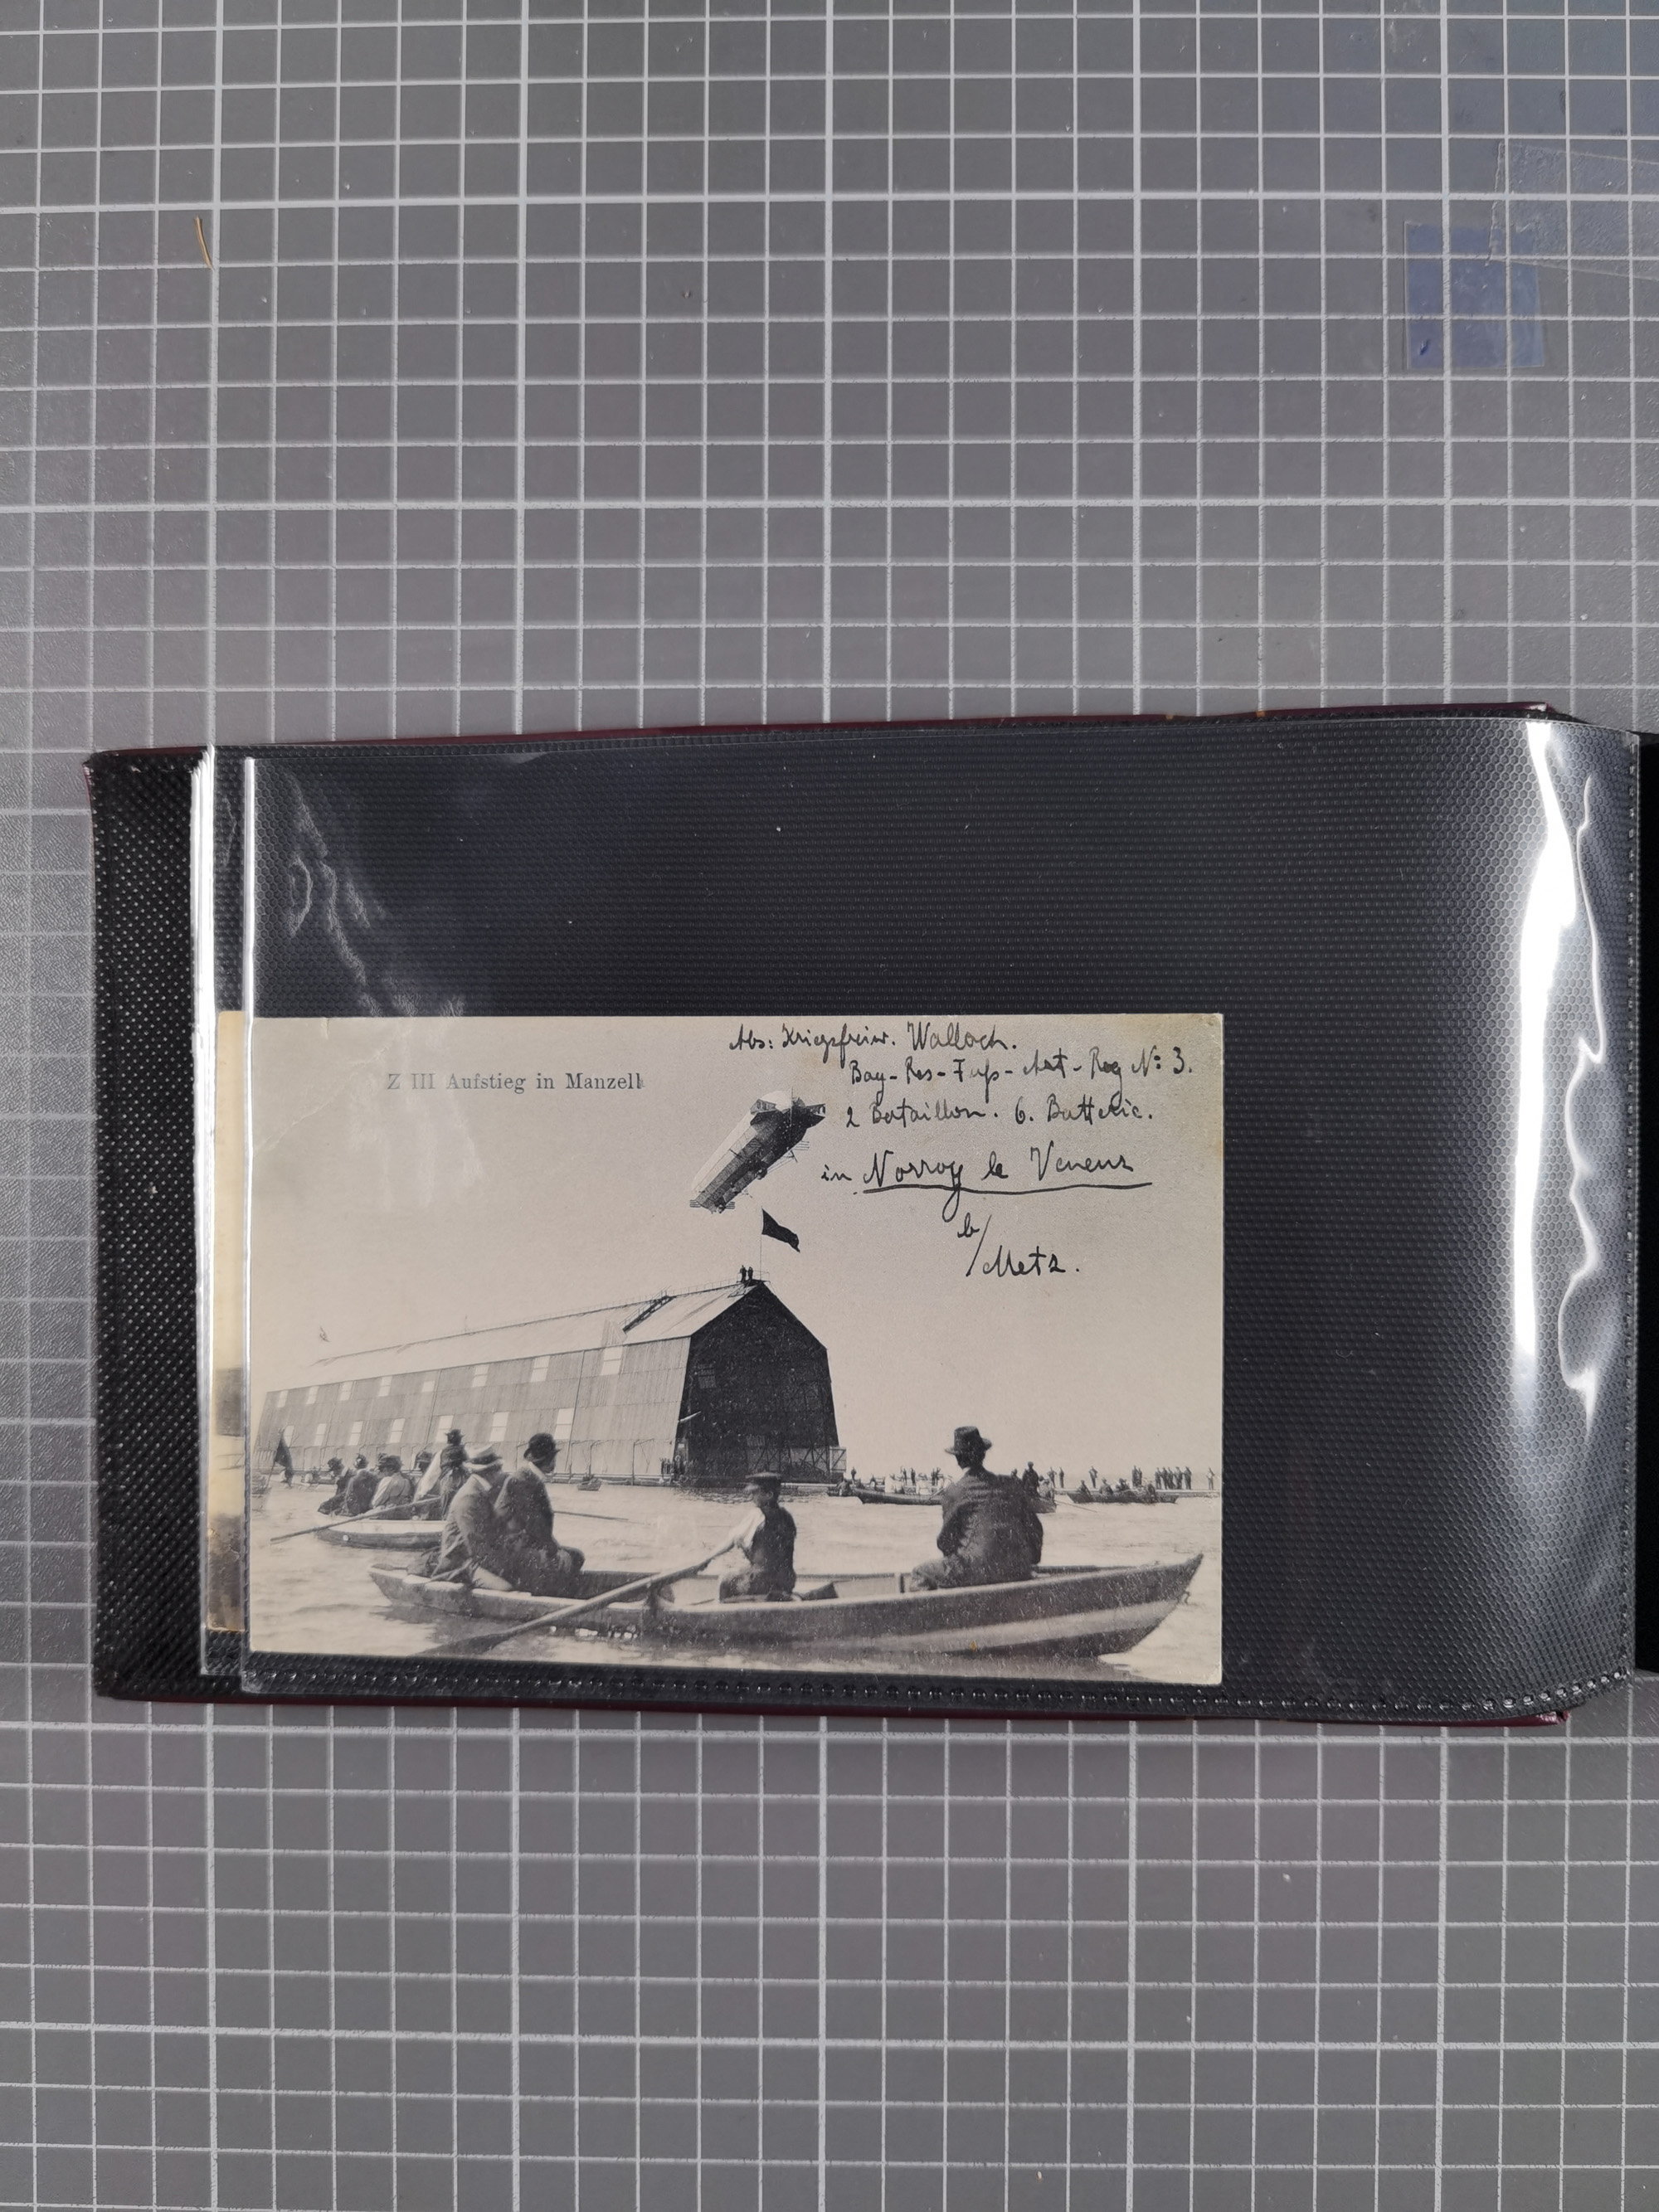 Abs: Kriegsfreiw. Walloch.
Z III Aufstieg in Manzell
Bay-Res-Fuß-Art-Reg No: 3.
2 Bataillon. 6. Batterie.
in Norroy le Veneur
b/
Metz.